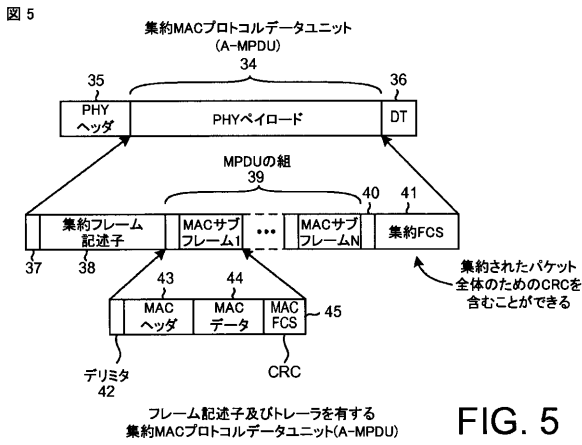 図 5
集約MACプロトコルデータユニット
(A-MPDU)
34
35
36
PHY
ヘッダ
PHYペイロード
DT
MPDUの組
39
40
41
集約フレーム
記述子
MACサブ
フレーム1
•••
MACサブ
フレームN
集約FCS
37
38
43
44
集約されたパケット
全体のためのCRCを
含むことができる
MAC
ヘッダ
MAC
データ
MAC
FCS
45
デリミタ
42
CRC
フレーム記述子及びトレーラを有する
集約MACプロトコルデータユニット(A-MPDU)
FIG. 5